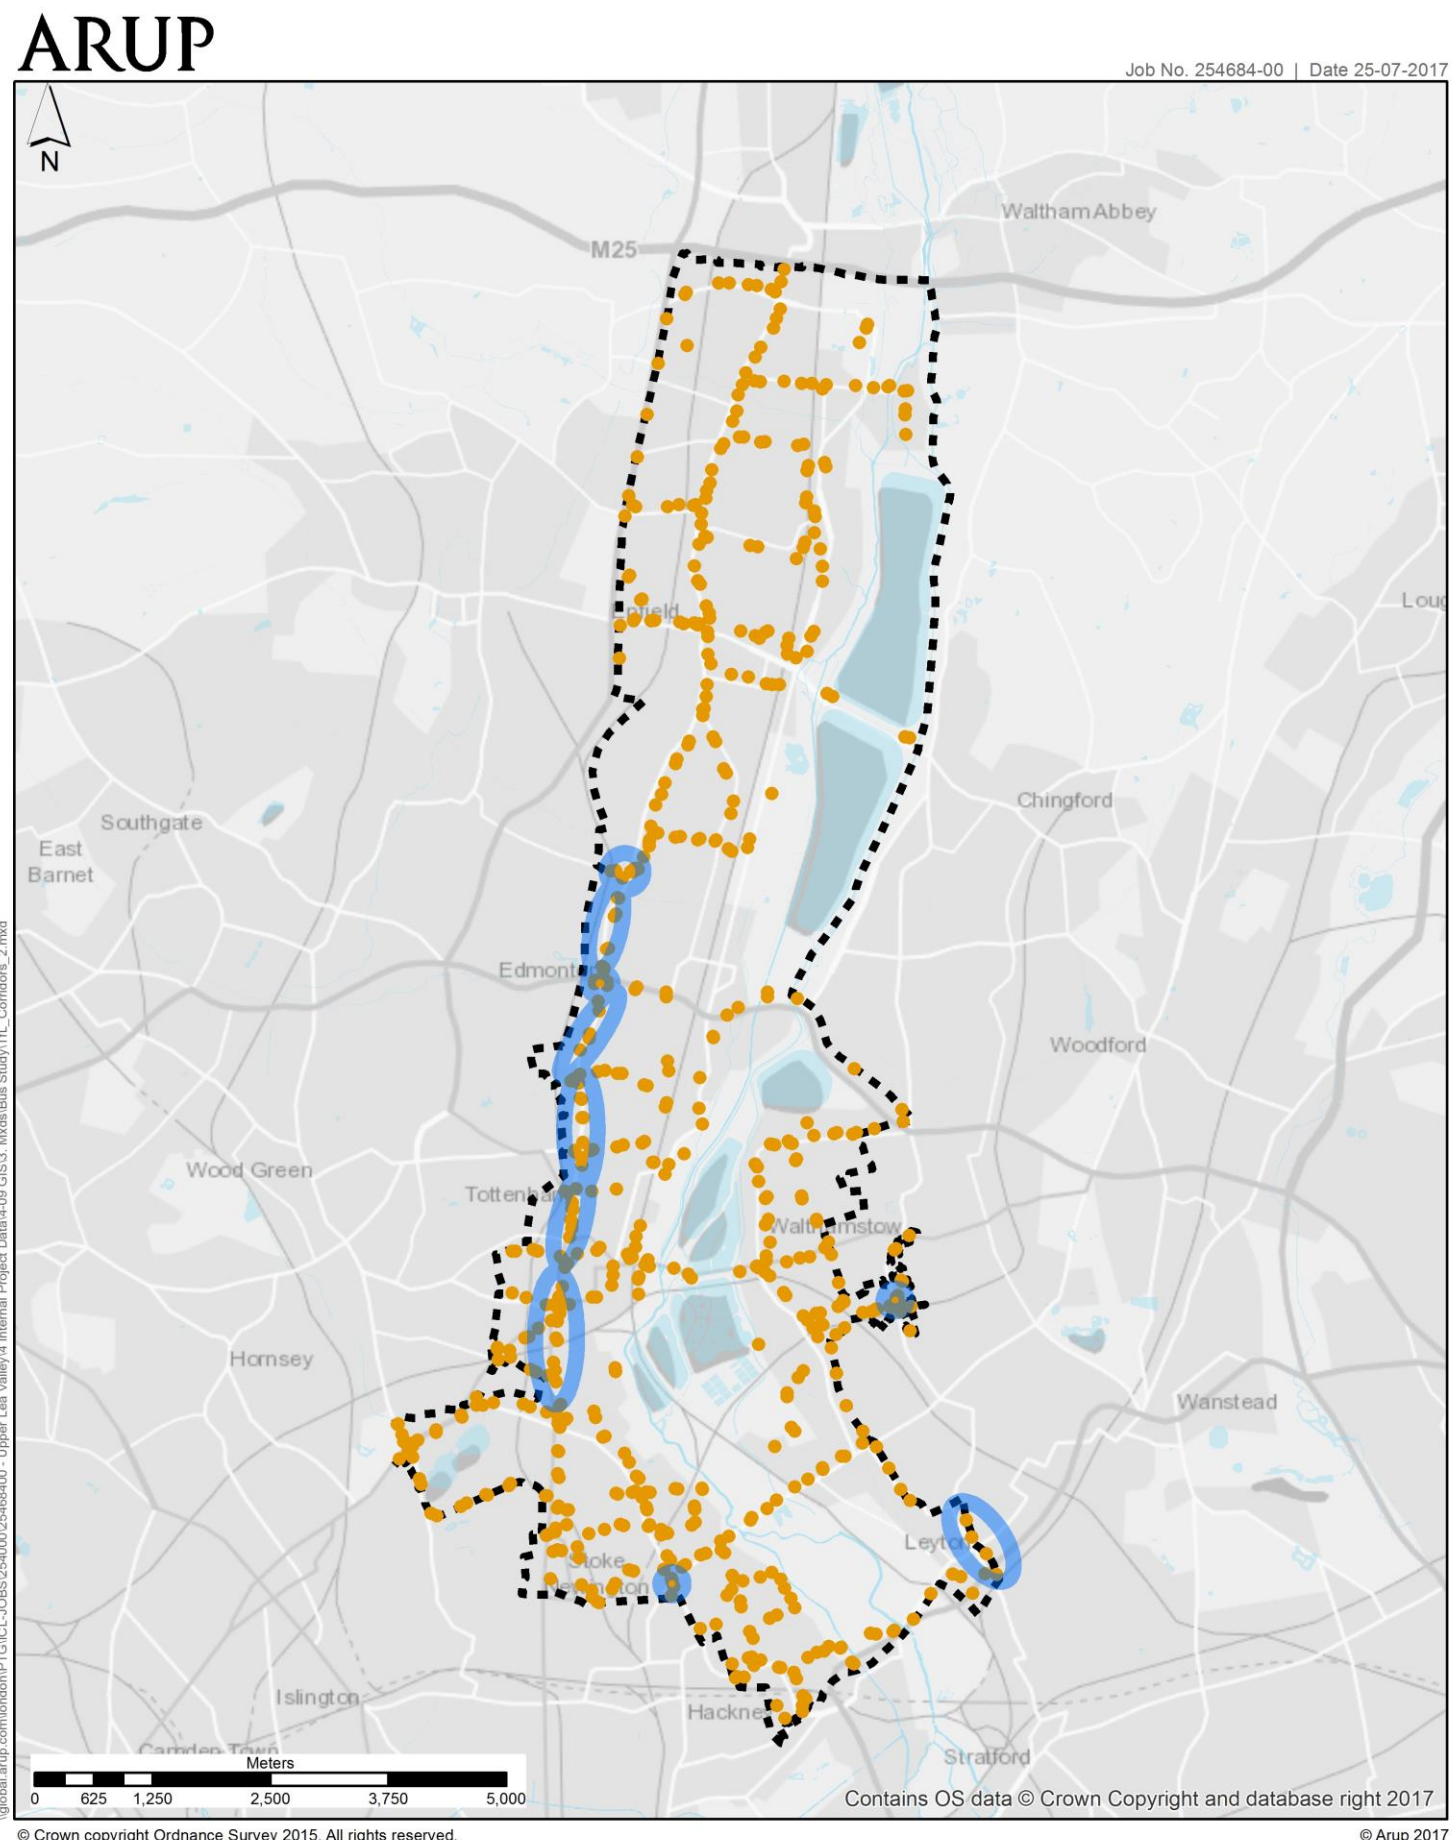 ARUP
Job No. 254684-00 | Date 25-07-2017
N
Waltham Abbey
M25
Enfield
Loug
Chingford
Southgate
East
Barnet
Edmont
Woodford
Wood Green
Tottenha
Walthamstow
Hornsey
Wanstead
Leyton
Stoke
Newington
Islington
Hackne
Camden Town
Stratford
Meters
0 625 1,250 2,500 3,750 5,000
Contains OS data © Crown Copyright and database right 2017
© Crown copyright Ordnance Survey 2015. All rights reserved.
© Arup 2017